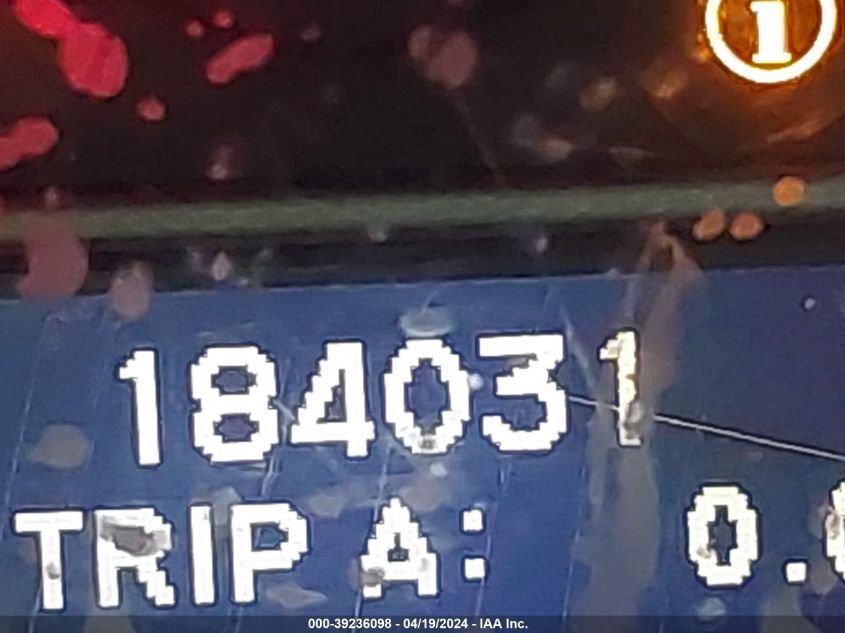 i
184031
TRIP A: 0.
000-39236098 - 04/19/2024 - IAA Inc.